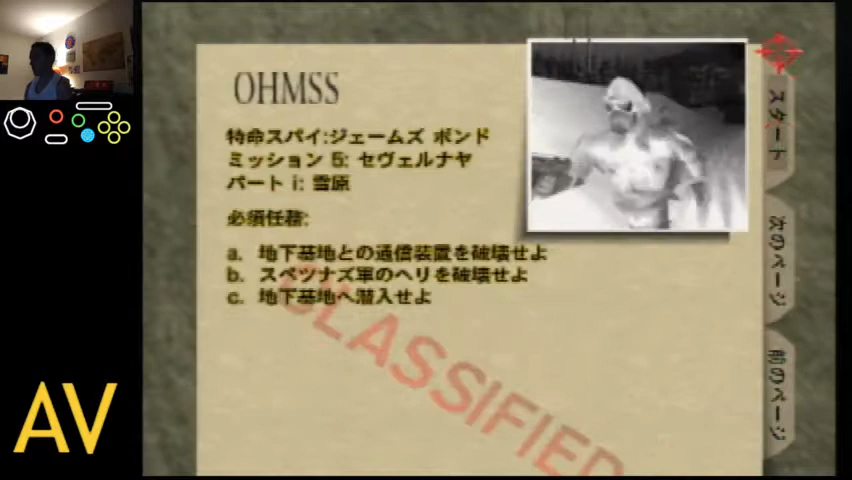 OHMSS
特命スパイ:ジェームズ ボンド
ミッション 5: セヴェルナヤ
パート i: 雪原
必須任務:
a. 地下基地との通信装置を破壊せよ
b. スペツナズ軍のヘリを破壊せよ
c. 地下基地へ潜入せよ
CLASSIFIED
スタート
次のページ
前のページ
AV